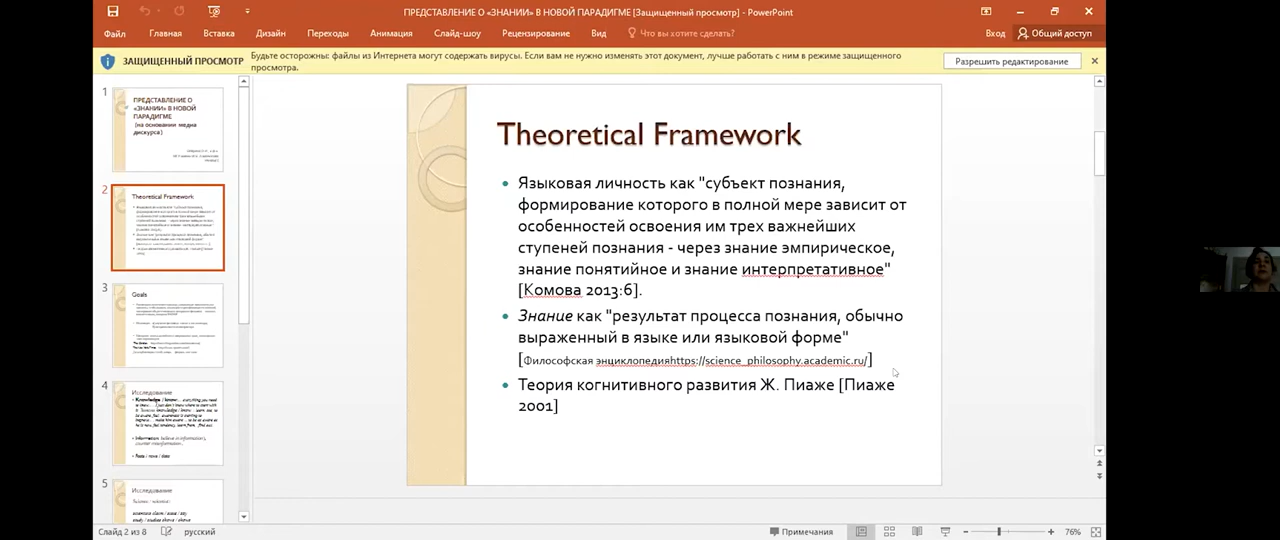 ПРЕДСТАВЛЕНИЕ О «ЗНАНИИ» В НОВОЙ ПАРАДИГМЕ [Защищенный просмотр] - PowerPoint
Файл Главная Вставка Дизайн Переходы Анимация Слайд-шоу Рецензирование Вид Что вы хотите сделать? Вход Общий доступ
ЗАЩИЩЕННЫЙ ПРОСМОТР Будьте осторожны: файлы из Интернета могут содержать вирусы. Если вам не нужно изменять этот документ, лучше работать с ним в режиме защищенного
просмотра.
Разрешить редактирование
1
ПРЕДСТАВЛЕНИЕ О
«ЗНАНИИ» В НОВОЙ
ПАРАДИГМЕ
(на основании медиа
дискурса)
2
Theoretical Framework
3
Goals
4
Исследование
5
Исследование
Theoretical Framework
Языковая личность как "субъект познания,
формирование которого в полной мере зависит от
особенностей освоения им трех важнейших
ступеней познания - через знание эмпирическое,
знание понятийное и знание интерпретативное"
[Комова 2013:6].
Знание как "результат процесса познания, обычно
выраженный в языке или языковой форме"
[Философская энциклопедияhttps://science_philosophy.academic.ru/]
Теория когнитивного развития Ж. Пиаже [Пиаже
2001]
Слайд 2 из 8 русский Примечания 76%